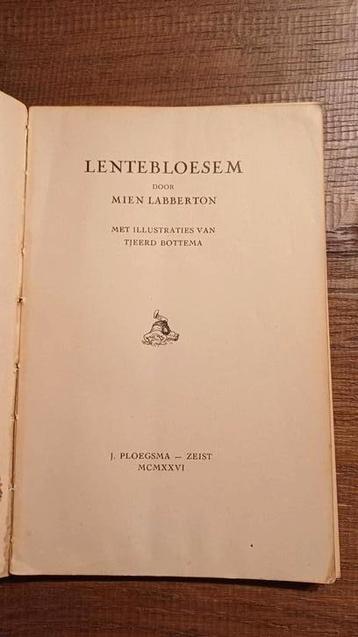 LENTEBLOESEM
DOOR
MIEN LABBERTON
MET ILLUSTRATIES VAN
TJEERD BOTTEMA
J. PLOEGSMA — ZEIST
MCMXXVI